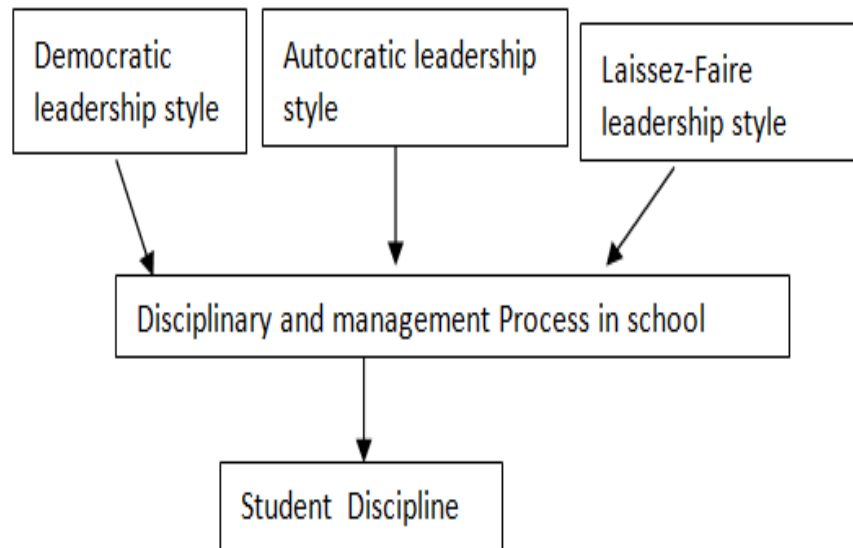 Democratic
leadership style
Autocratic leadership
style
Laissez-Faire
leadership style
Disciplinary and management Process in school
Student Discipline